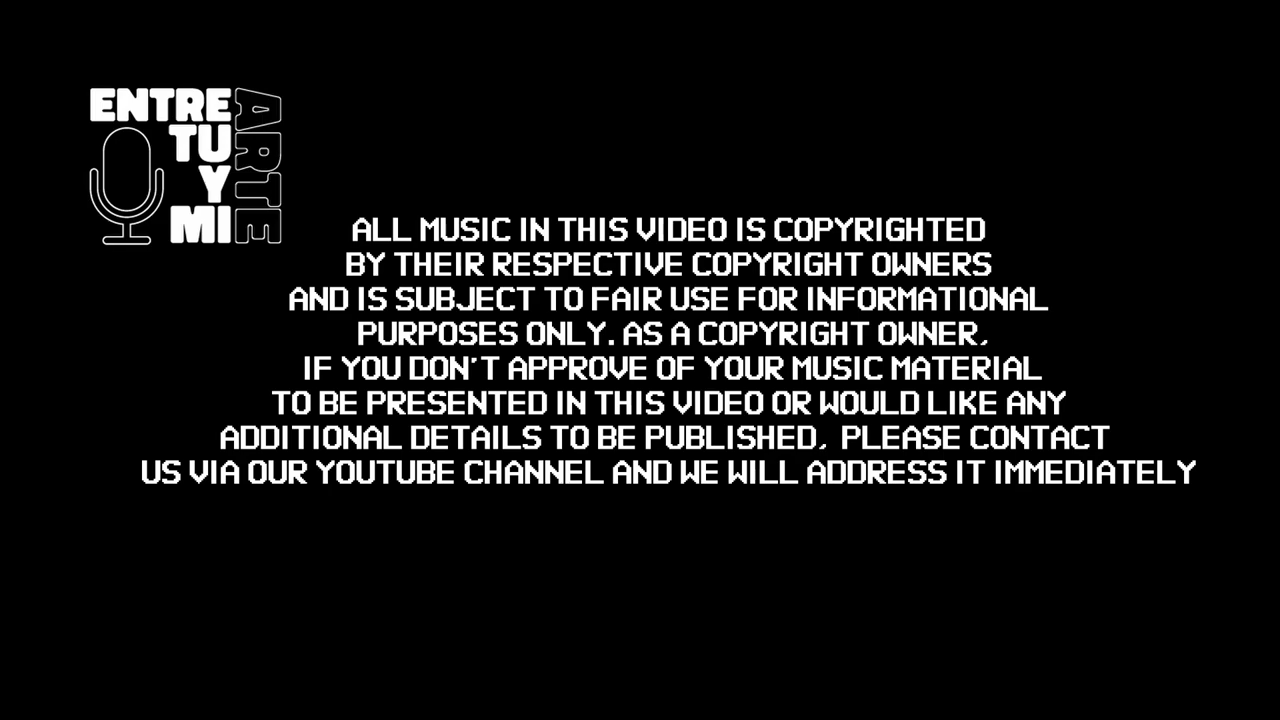 ENTRE
TU
Y
MI
ARTE
ALL MUSIC IN THIS VIDEO IS COPYRIGHTED
BY THEIR RESPECTIVE COPYRIGHT OWNERS
AND IS SUBJECT TO FAIR USE FOR INFORMATIONAL
PURPOSES ONLY. AS A COPYRIGHT OWNER,
IF YOU DON'T APPROVE OF YOUR MUSIC MATERIAL
TO BE PRESENTED IN THIS VIDEO OR WOULD LIKE ANY
ADDITIONAL DETAILS TO BE PUBLISHED, PLEASE CONTACT
US VIA OUR YOUTUBE CHANNEL AND WE WILL ADDRESS IT IMMEDIATELY